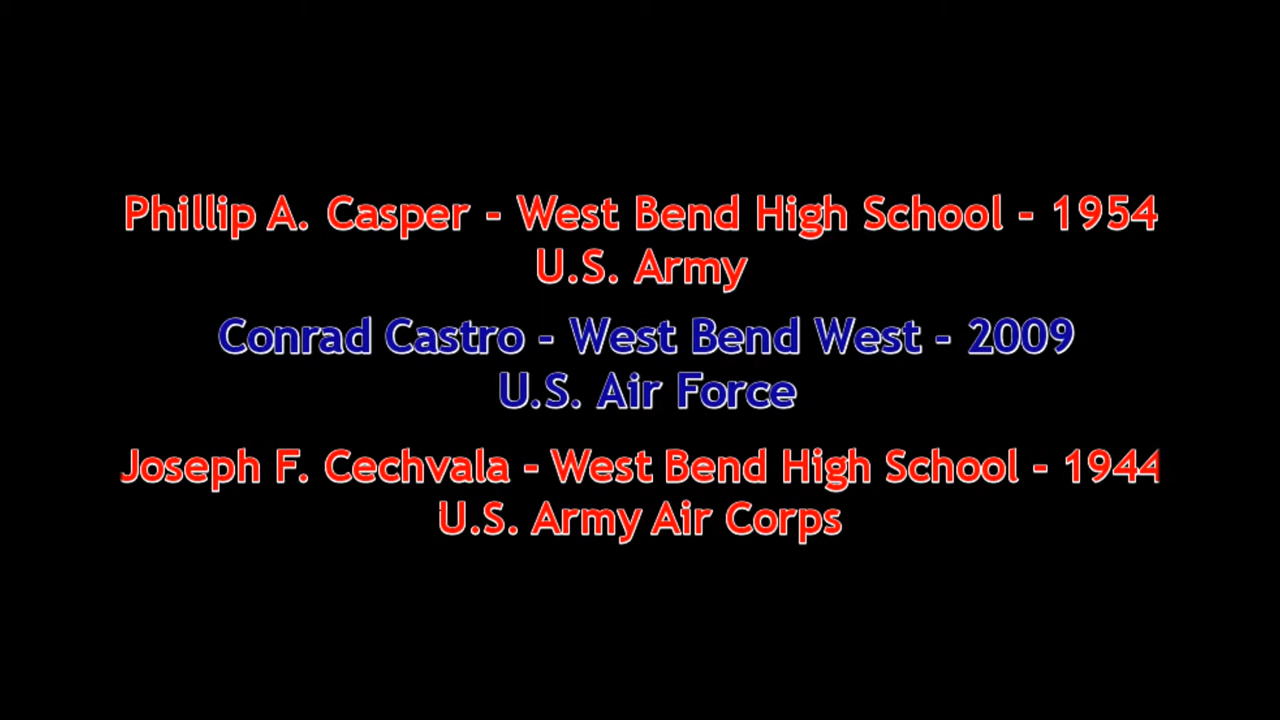 Phillip A. Casper - West Bend High School - 1954
U.S. Army
Conrad Castro - West Bend West - 2009
U.S. Air Force
Joseph F. Cechvala - West Bend High School - 1944
U.S. Army Air Corps